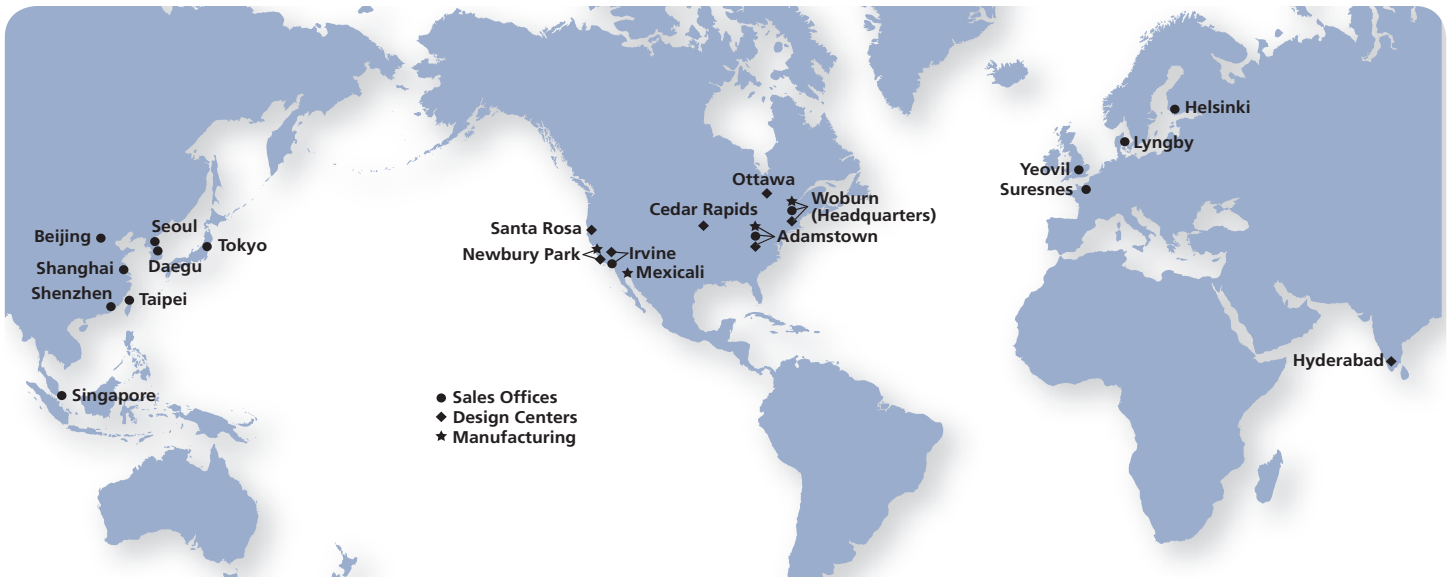 Helsinki
Lyngby
Yeovil
Suresnes
Ottawa
Woburn
(Headquarters)
Cedar Rapids
Adamstown
Santa Rosa
Newbury Park
Irvine
Mexicali
Seoul
Beijing
Tokyo
Daegu
Shanghai
Shenzhen
Taipei
Hyderabad
Singapore
Sales Offices
Design Centers
Manufacturing